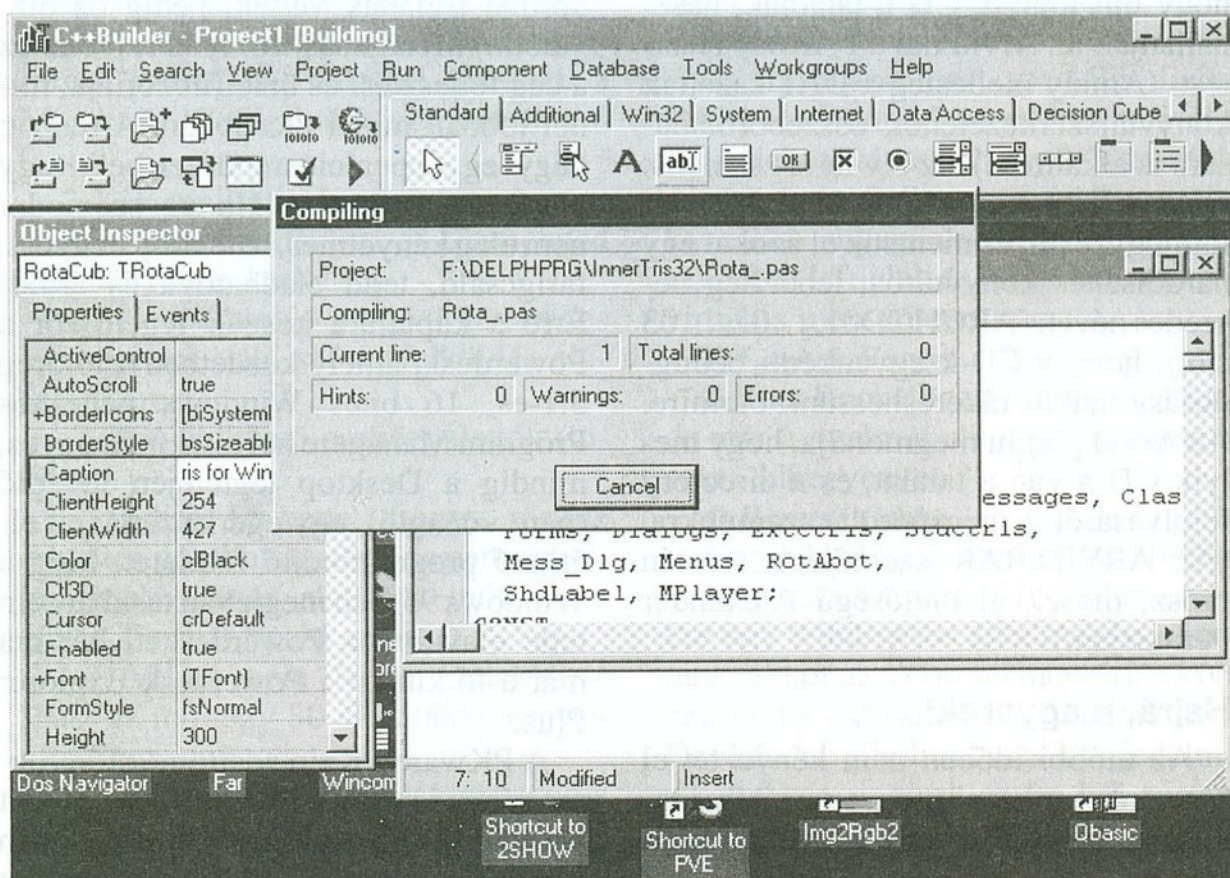 C++Builder - Project1 [Building]
File Edit Search View Project Run Component Database Tools Workgroups Help
Standard Additional Win32 System Internet Data Access Decision Cube
Object Inspector
RotaCub: TRotaCub
Properties Events
ActiveControl
AutoScroll true
+BorderIcons [biSysteml
BorderStyle bsSizeabl
Caption ris for Win
ClientHeight 254
ClientWidth 427
Color clBlack
Ctl3D true
Cursor crDefault
Enabled true
+Font (TFont)
FormStyle fsNormal
Height 300
Compiling
Project: F:\DELPHPRG\InnerTris32\Rota_.pas
Compiling: Rota_.pas
Current line: 1 Total lines: 0
Hints: 0 Warnings: 0 Errors: 0
Cancel
essages, Clas
Forms, Dialogs, ExtCtrls, StdCtrls,
Mess_Dlg, Menus, RotAbot,
ShdLabel, MPlayer;
CONST
7: 10 Modified Insert
Dos Navigator Far Wincom
Shortcut to
2SHOW
Shortcut to
PVE
Img2Rgb2
Qbasic